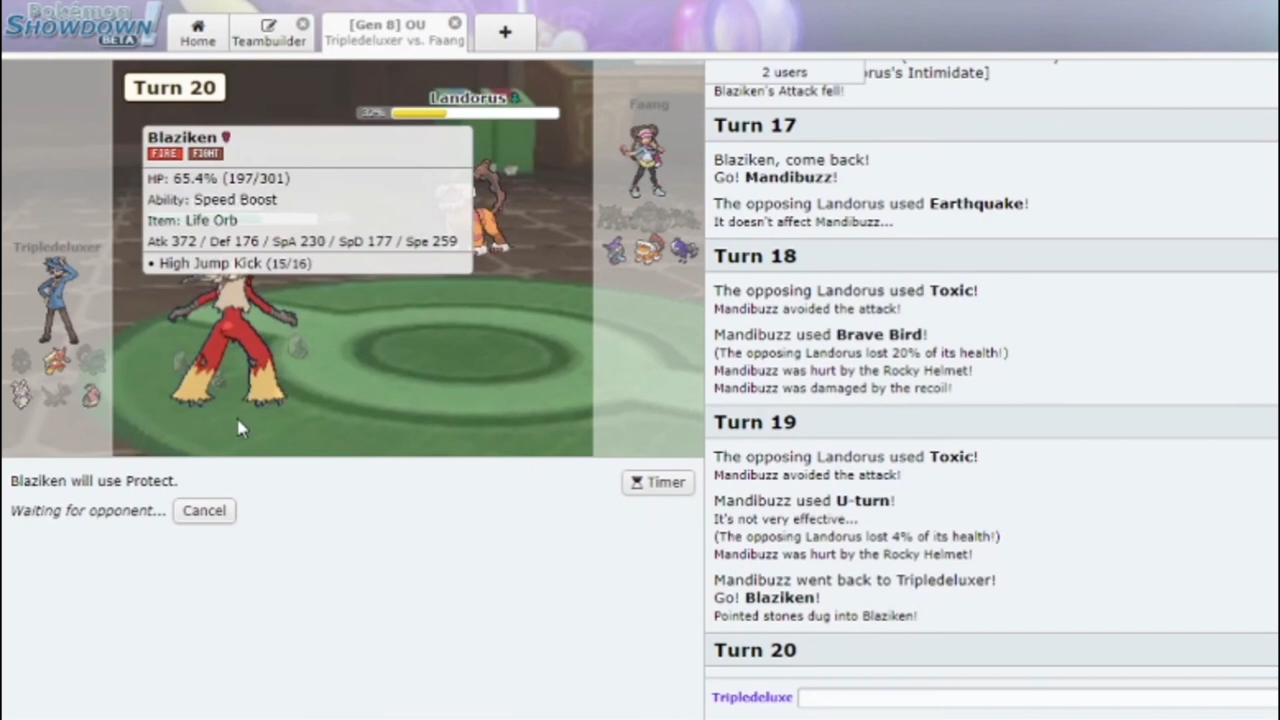 Pokémon
SHOWDOWN!
BETA
Home
Teambuilder
[Gen 8] OU
Tripledeluxer vs. Faang
+
Turn 20
Landorus
Blaziken
FIRE FIGHT
HP: 65.4% (197/301)
Ability: Speed Boost
Item: Life Orb
Atk 372 / Def 176 / SpA 230 / SpD 177 / Spe 259
• High Jump Kick (15/16)
Faang
Tripledeluxer
Blaziken will use Protect.
Timer
Waiting for opponent...
Cancel
2 users
orus's Intimidate]
Blaziken's Attack fell!
Turn 17
Blaziken, come back!
Go! Mandibuzz!
The opposing Landorus used Earthquake!
It doesn't affect Mandibuzz...
Turn 18
The opposing Landorus used Toxic!
Mandibuzz avoided the attack!
Mandibuzz used Brave Bird!
(The opposing Landorus lost 20% of its health!)
Mandibuzz was hurt by the Rocky Helmet!
Mandibuzz was damaged by the recoil!
Turn 19
The opposing Landorus used Toxic!
Mandibuzz avoided the attack!
Mandibuzz used U-turn!
It's not very effective...
(The opposing Landorus lost 4% of its health!)
Mandibuzz was hurt by the Rocky Helmet!
Mandibuzz went back to Tripledeluxer!
Go! Blaziken!
Pointed stones dug into Blaziken!
Turn 20
Tripledeluxe